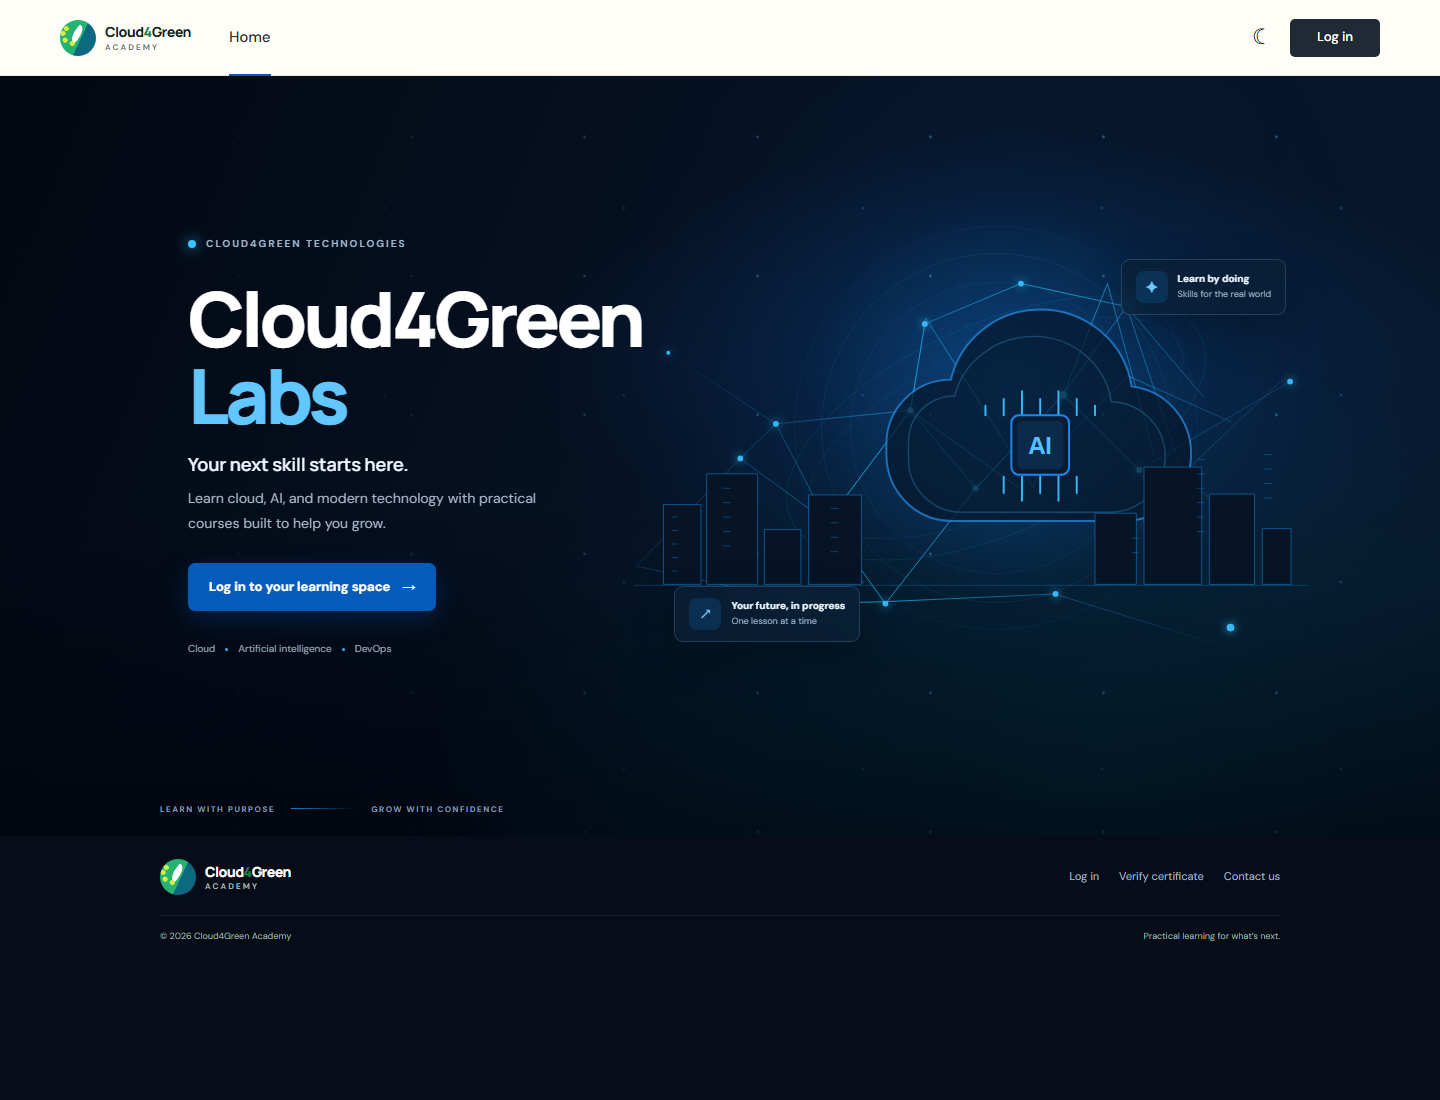 Cloud4Green
ACADEMY
Home
Log in
CLOUD4GREEN TECHNOLOGIES
Cloud4Green
Labs
Your next skill starts here.
Learn cloud, AI, and modern technology with practical
courses built to help you grow.
Log in to your learning space →
Cloud • Artificial intelligence • DevOps
Learn by doing
Skills for the real world
AI
Your future, in progress
One lesson at a time
LEARN WITH PURPOSE
GROW WITH CONFIDENCE
Cloud4Green
ACADEMY
Log in
Verify certificate
Contact us
© 2026 Cloud4Green Academy
Practical learning for what's next.